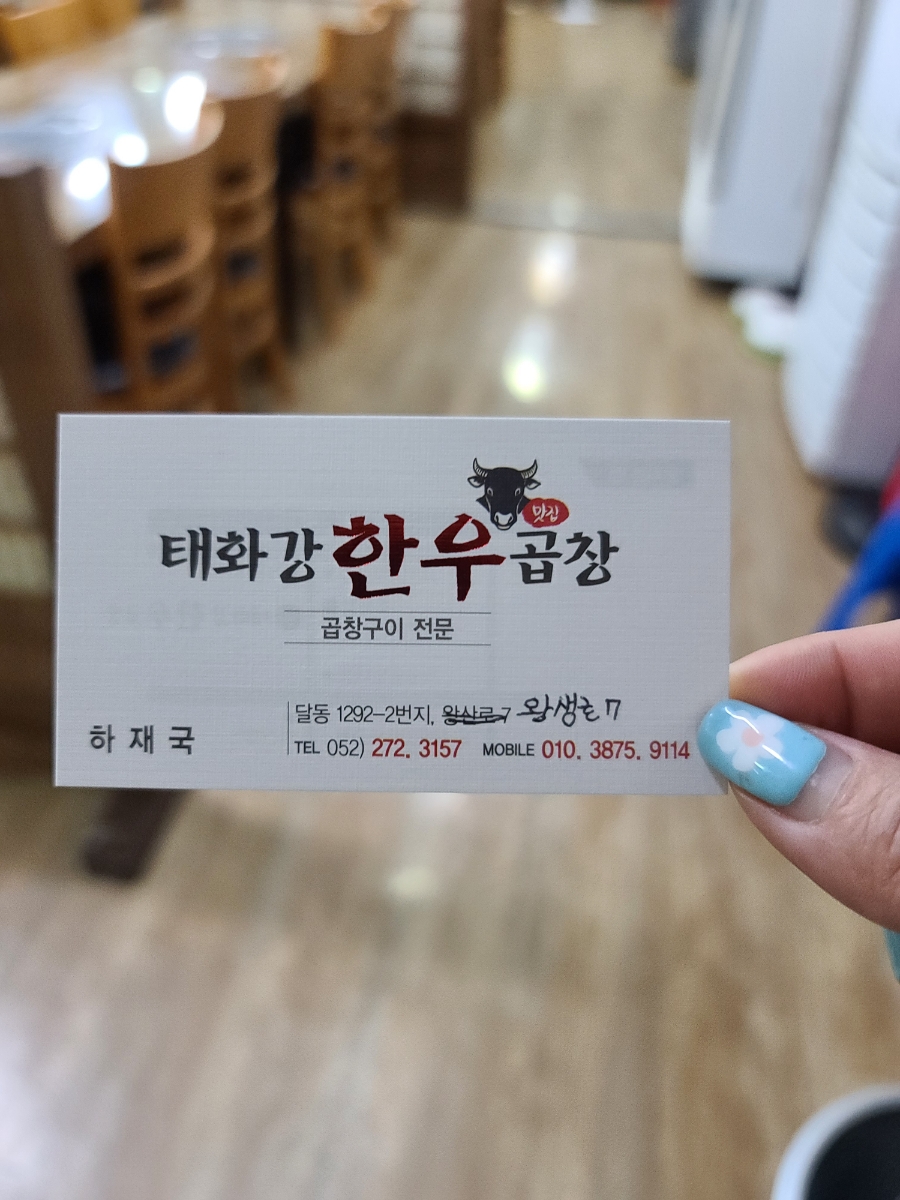 맛집
태화강 한우 곱창
곱창구이 전문
하재국
달동 1292-2번지, 왕산로7 왕생로7
TEL 052) 272. 3157 MOBILE 010. 3875. 9114